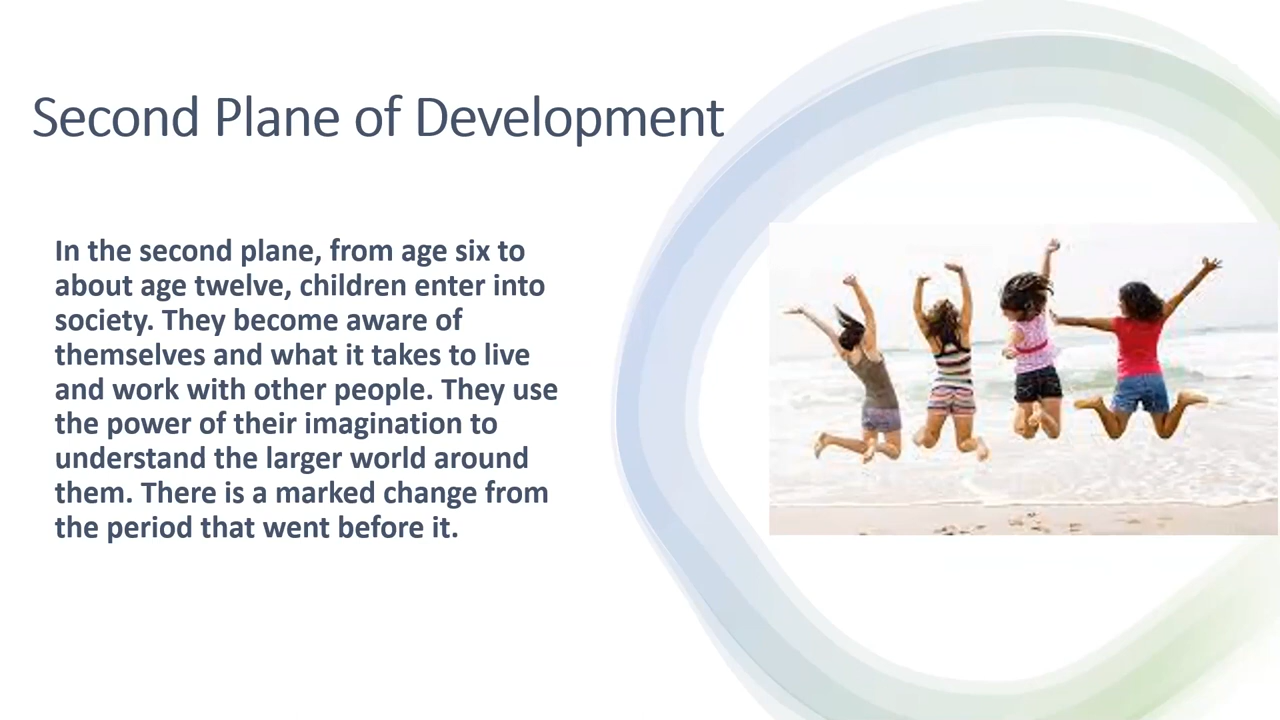 Second Plane of Development
In the second plane, from age six to
about age twelve, children enter into
society. They become aware of
themselves and what it takes to live
and work with other people. They use
the power of their imagination to
understand the larger world around
them. There is a marked change from
the period that went before it.